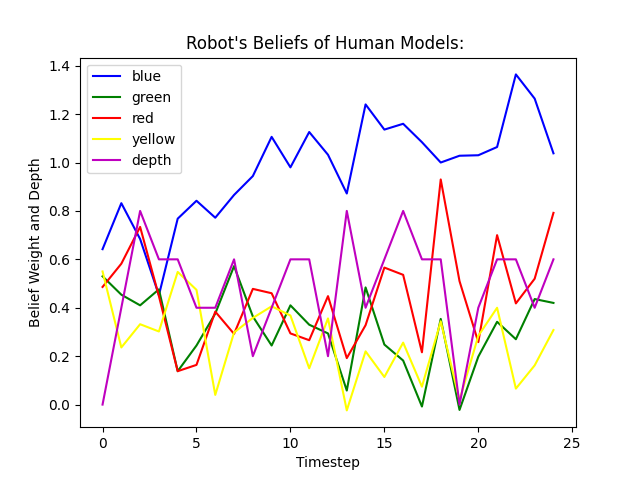 Robot's Beliefs of Human Models:
blue
green
red
yellow
depth
1.4
1.2
1.0
0.8
0.6
0.4
0.2
0.0
Belief Weight and Depth
0 5 10 15 20 25
Timestep